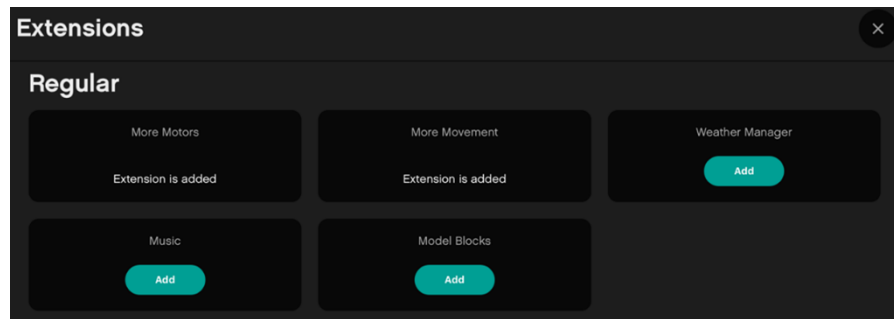 Extensions
Regular
More Motors
Extension is added
More Movement
Extension is added
Weather Manager
Add
Music
Add
Model Blocks
Add